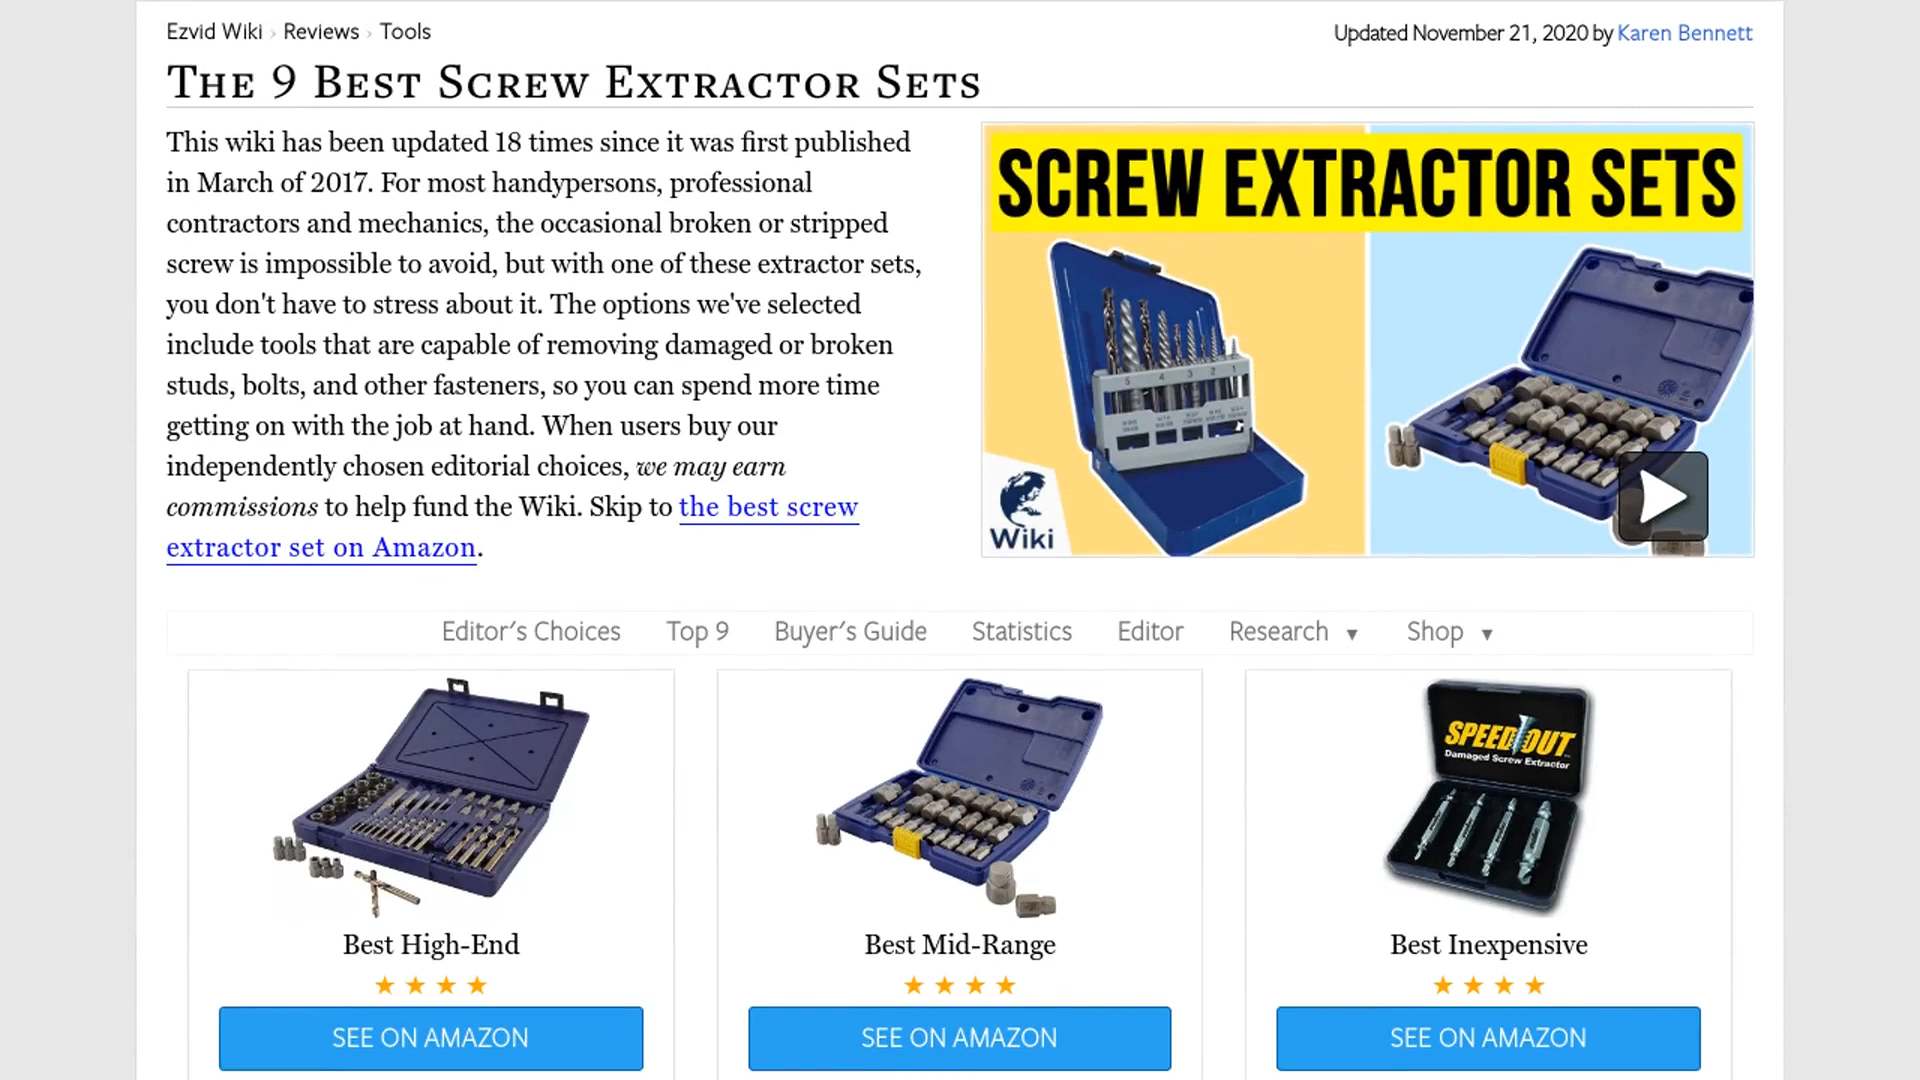 Ezvid Wiki › Reviews › Tools
Updated November 21, 2020 by Karen Bennett
The 9 Best Screw Extractor Sets
This wiki has been updated 18 times since it was first published
in March of 2017. For most handypersons, professional
contractors and mechanics, the occasional broken or stripped
screw is impossible to avoid, but with one of these extractor sets,
you don't have to stress about it. The options we've selected
include tools that are capable of removing damaged or broken
studs, bolts, and other fasteners, so you can spend more time
getting on with the job at hand. When users buy our
independently chosen editorial choices, we may earn
commissions to help fund the Wiki. Skip to the best screw
extractor set on Amazon.
SCREW EXTRACTOR SETS
5 4 3 2 1
Wiki
Editor's Choices Top 9 Buyer's Guide Statistics Editor Research ▼ Shop ▼
SPEEDOUT
Damaged Screw Extractor
Best High-End
Best Mid-Range
Best Inexpensive
SEE ON AMAZON
SEE ON AMAZON
SEE ON AMAZON